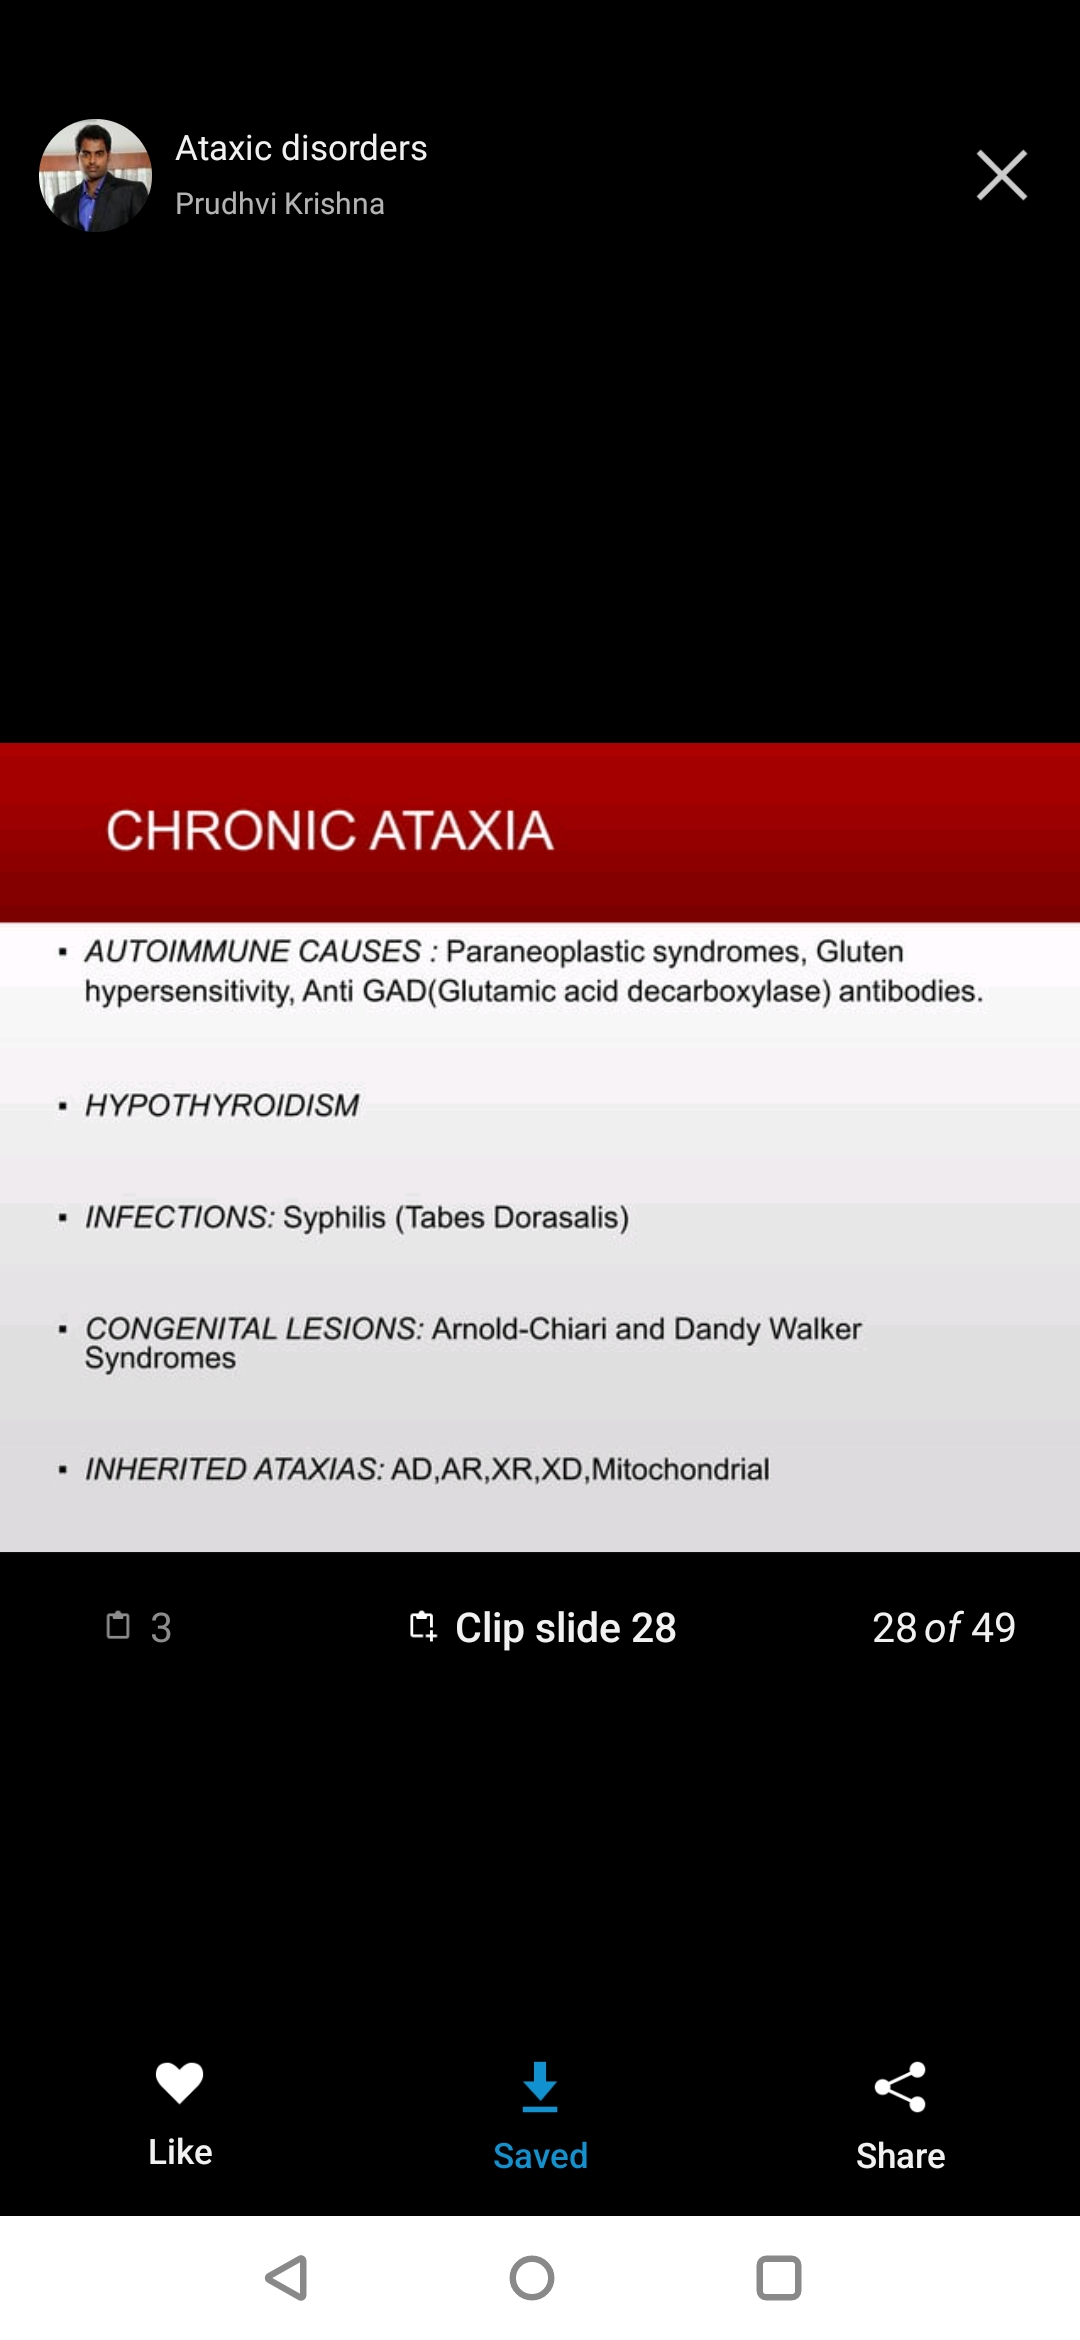 Ataxic disorders
Prudhvi Krishna
CHRONIC ATAXIA
▪ AUTOIMMUNE CAUSES : Paraneoplastic syndromes, Gluten
hypersensitivity, Anti GAD(Glutamic acid decarboxylase) antibodies.
▪ HYPOTHYROIDISM
▪ INFECTIONS: Syphilis (Tabes Dorasalis)
▪ CONGENITAL LESIONS: Arnold-Chiari and Dandy Walker
Syndromes
▪ INHERITED ATAXIAS: AD,AR,XR,XD,Mitochondrial
3 Clip slide 28 28 of 49
Like Saved Share